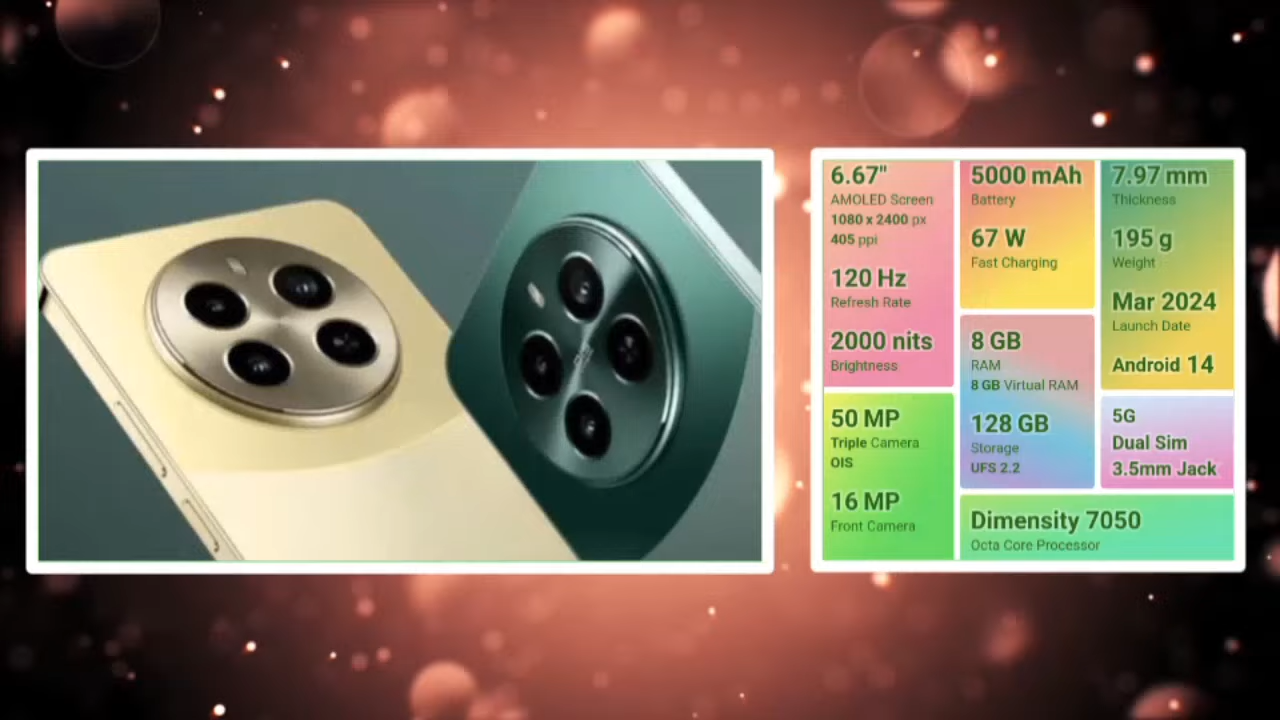 6.67"
AMOLED Screen
1080 x 2400 px
405 ppi
120 Hz
Refresh Rate
2000 nits
Brightness
50 MP
Triple Camera
OIS
16 MP
Front Camera
5000 mAh
Battery
67 W
Fast Charging
8 GB
RAM
8 GB Virtual RAM
128 GB
Storage
UFS 2.2
7.97 mm
Thickness
195 g
Weight
Mar 2024
Launch Date
Android 14
5G
Dual Sim
3.5mm Jack
Dimensity 7050
Octa Core Processor